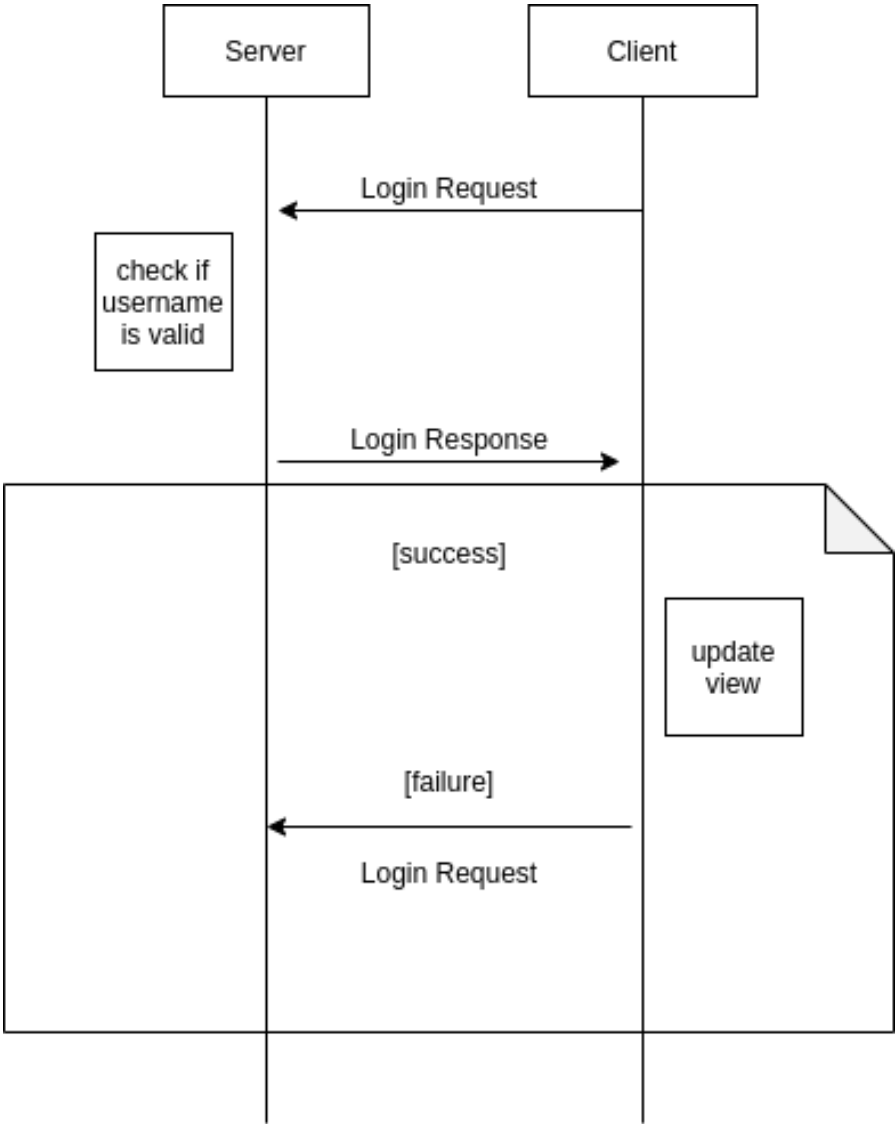 Server
Client
Login Request
check if
username
is valid
Login Response
[success]
update
view
[failure]
Login Request